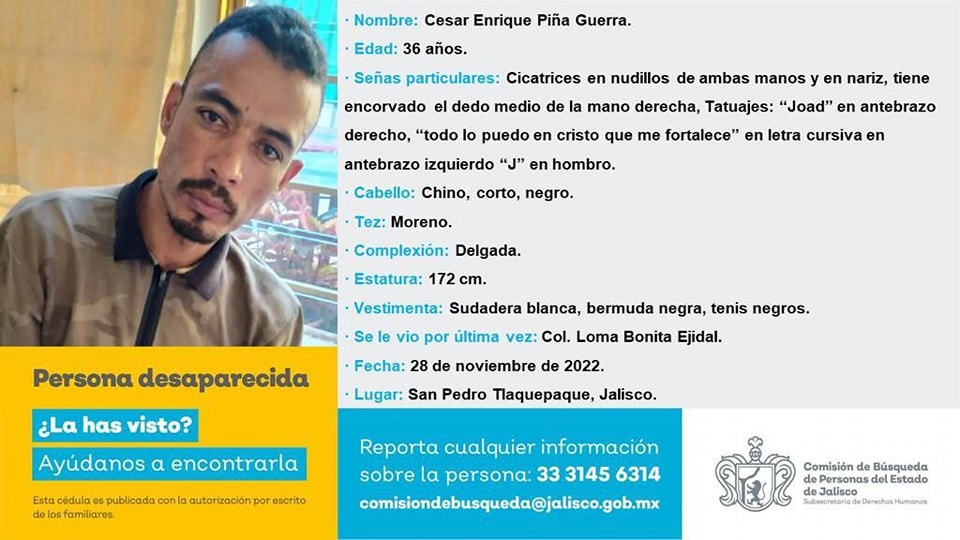 · Nombre: Cesar Enrique Piña Guerra.
· Edad: 36 años.
· Señas particulares: Cicatrices en nudillos de ambas manos y en nariz, tiene
encorvado el dedo medio de la mano derecha, Tatuajes: “Joad” en antebrazo
derecho, “todo lo puedo en cristo que me fortalece” en letra cursiva en
antebrazo izquierdo “J” en hombro.
· Cabello: Chino, corto, negro.
· Tez: Moreno.
· Complexión: Delgada.
· Estatura: 172 cm.
· Vestimenta: Sudadera blanca, bermuda negra, tenis negros.
· Se le vio por última vez: Col. Loma Bonita Ejidal.
· Fecha: 28 de noviembre de 2022.
· Lugar: San Pedro Tlaquepaque, Jalisco.
Persona desaparecida
¿La has visto?
Ayúdanos a encontrarla
Esta cédula es publicada con la autorización por escrito
de los familiares.
Reporta cualquier información
sobre la persona: 33 3145 6314
comisiondebusqueda@jalisco.gob.mx
Comisión de Búsqueda
de Personas del Estado
de Jalisco
Subsecretaría de Derechos Humanos